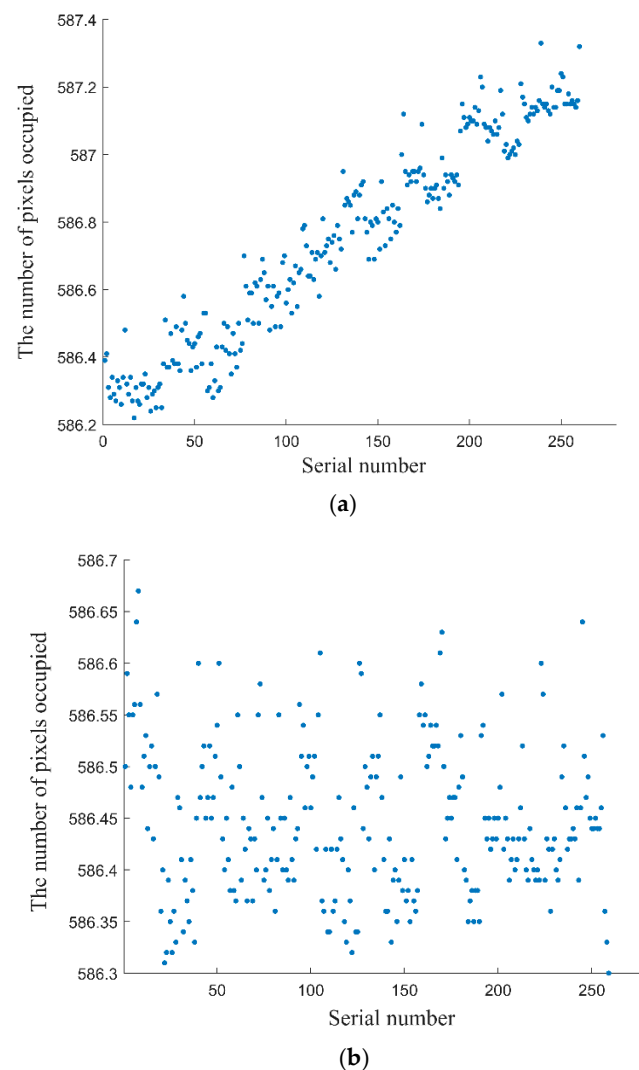 587.4
587.2
587
586.8
586.6
586.4
586.2
The number of pixels occupied
0 50 100 150 200 250
Serial number
(a)
586.7
586.65
586.6
586.55
586.5
586.45
586.4
586.35
586.3
The number of pixels occupied
50 100 150 200 250
Serial number
(b)